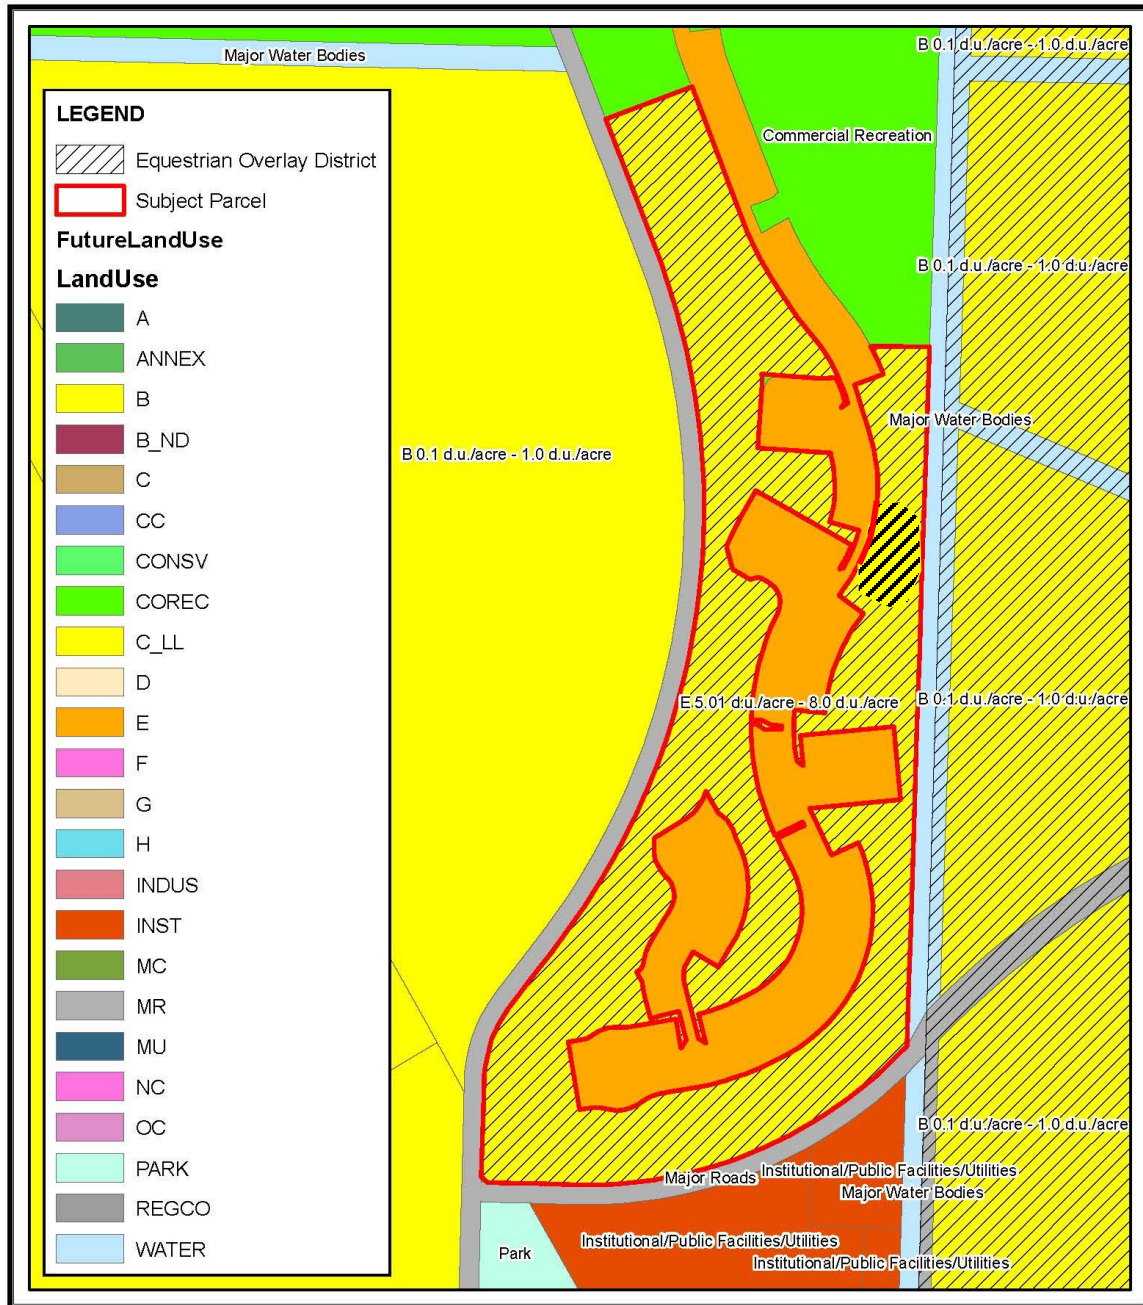 Major Water Bodies
B 0.1 d.u./acre - 1.0 d.u./acre
LEGEND
Equestrian Overlay District
Subject Parcel
FutureLandUse
LandUse
A
ANNEX
B
B_ND
C
CC
CONSV
COREC
C_LL
D
E
F
G
H
INDUS
INST
MC
MR
MU
NC
OC
PARK
REGCO
WATER
Commercial Recreation
B 0.1 d.u./acre - 1.0 d.u./acre
Major Water Bodies
B 0.1 d.u./acre - 1.0 d.u./acre
E 5.01 d.u./acre - 8.0 d.u./acre
B 0.1 d.u./acre - 1.0 d.u./acre
B 0.1 d.u./acre - 1.0 d.u./acre
Major Roads
Institutional/Public Facilities/Utilities
Major Water Bodies
Park
Institutional/Public Facilities/Utilities
Institutional/Public Facilities/Utilities